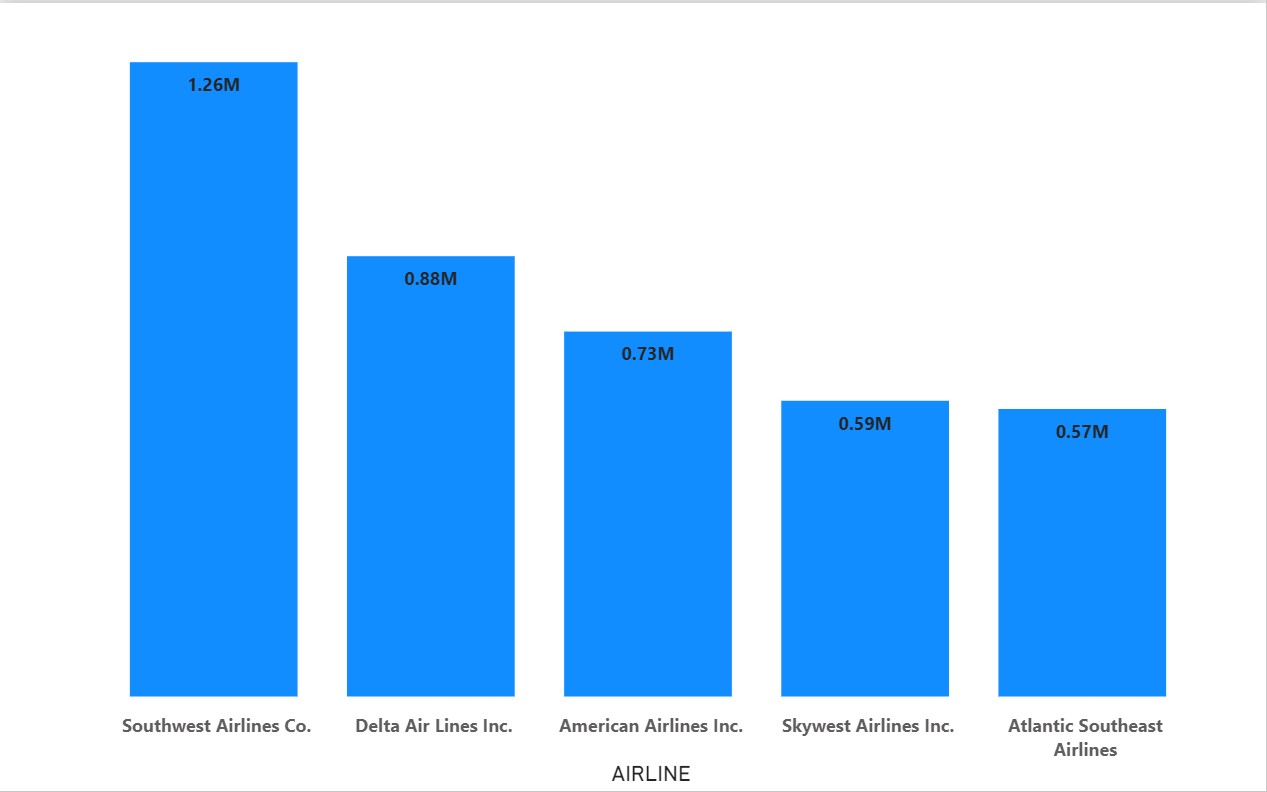 1.26M
0.88M
0.73M
0.59M
0.57M
Southwest Airlines Co.
Delta Air Lines Inc.
American Airlines Inc.
Skywest Airlines Inc.
Atlantic Southeast
Airlines
AIRLINE